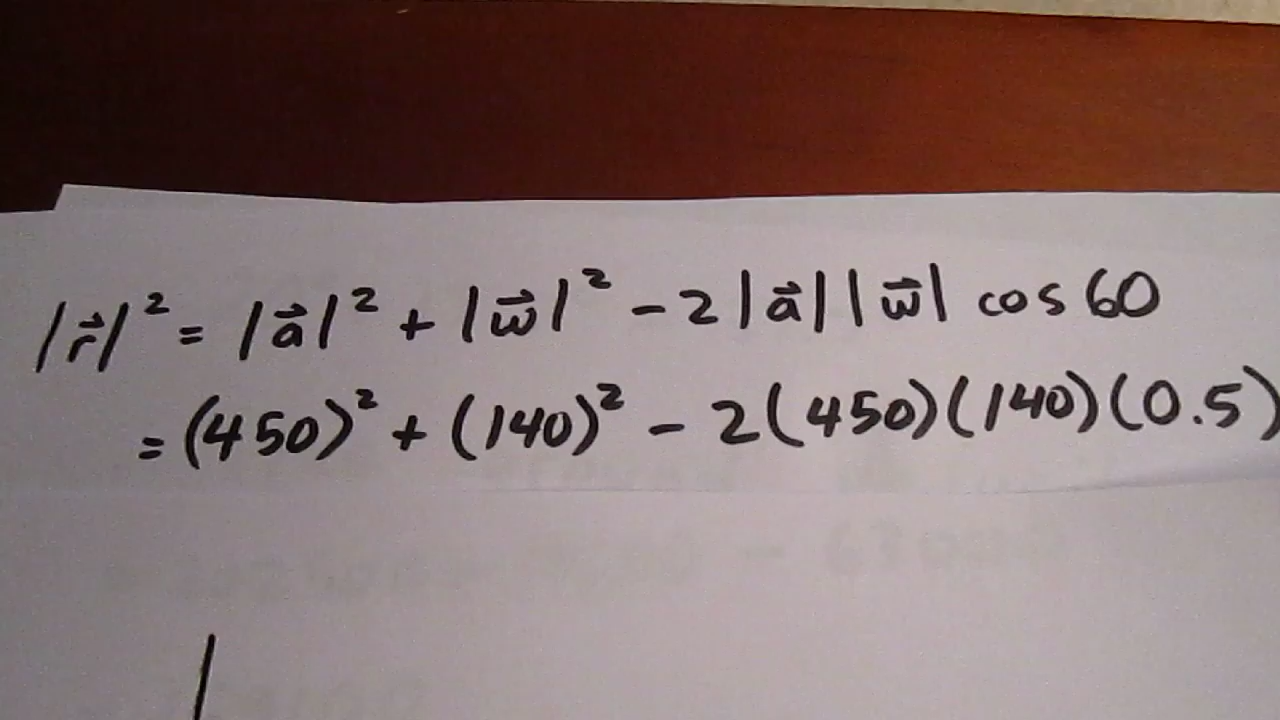 |r⃗|² = |a⃗|² + |w⃗|² - 2|a⃗||w⃗| cos 60
= (450)² + (140)² - 2(450)(140)(0.5)